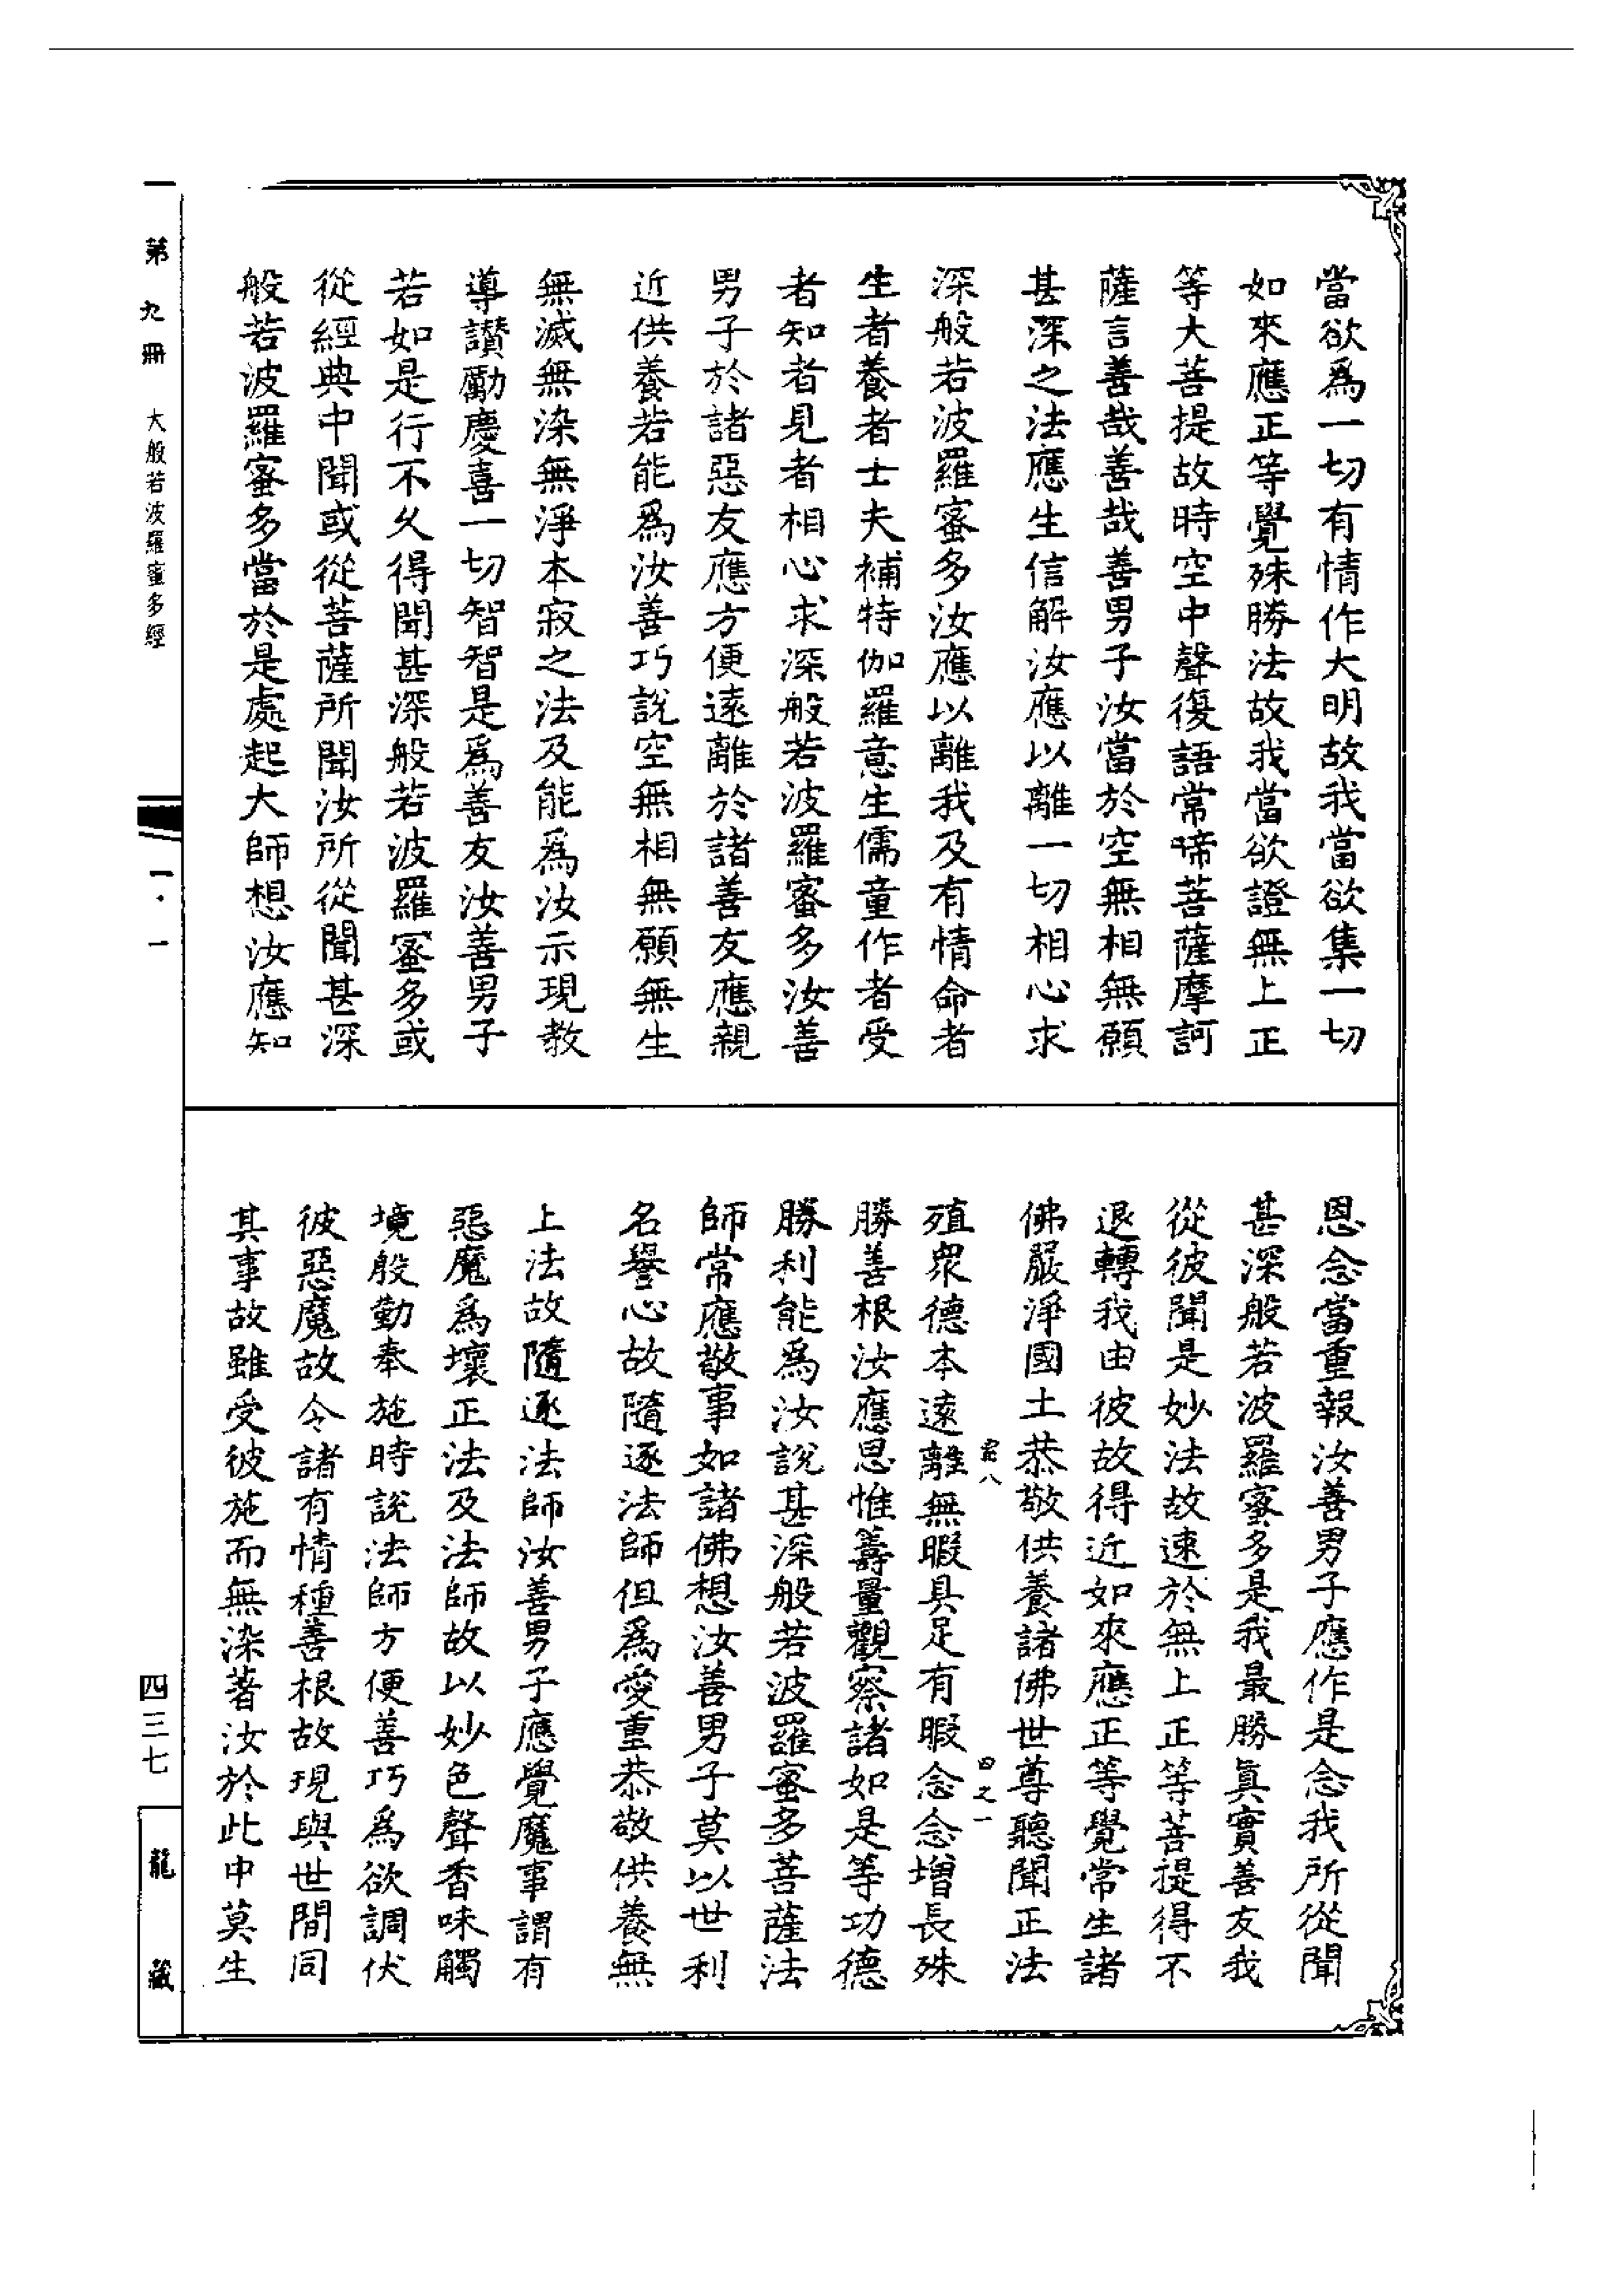 當欲爲一切有情作大明故我當欲集一切
如來應正等覺殊勝法故我當欲證無上正
等大菩提故時空中聲復語常啼菩薩摩訶
薩言善哉善哉善男子汝當於空無相無願
甚深之法應生信解汝應以離一切相心求
深般若波羅蜜多汝應以離我及有情命者
生者養者士夫補特伽羅意生儒童作者受
者知者見者相心求深般若波羅蜜多汝善
男子於諸惡友應方便遠離於諸善友應親
近供養若能爲汝善巧說空無相無願無生
無滅無染無淨本寂之法及能爲汝示現教
導讚勵慶喜一切智智是爲善友汝善男子
若如是行不久得聞甚深般若波羅蜜多或
從經典中聞或從菩薩所聞汝所從聞甚深
般若波羅蜜多當於是處起大師想汝應知
恩念當重報汝善男子應作是念我所從聞
甚深般若波羅蜜多是我最勝眞實善友我
從彼聞是妙法故速於無上正等菩提得不
退轉我由彼故得近如來應正等覺常生諸
佛嚴淨國土恭敬供養諸佛世尊聽聞正法
八 四之一
殖衆德本遠離無暇具足有暇念念增長殊
勝善根汝應思惟籌量觀察諸如是等功德
勝利能爲汝說甚深般若波羅蜜多菩薩法
師常應敬事如諸佛想汝善男子莫以世利
名譽心故隨逐法師但爲愛重恭敬供養無
上法故隨逐法師汝善男子應覺魔事謂有
惡魔爲壞正法及法師故以妙色聲香味觸
境殷勤奉施時說法師方便善巧爲欲調伏
彼惡魔故令諸有情種善根故現與世間同
其事故雖受彼施而無染著汝於此中莫生
第九冊 大般若波羅蜜多經
一·一
四三七
龍藏